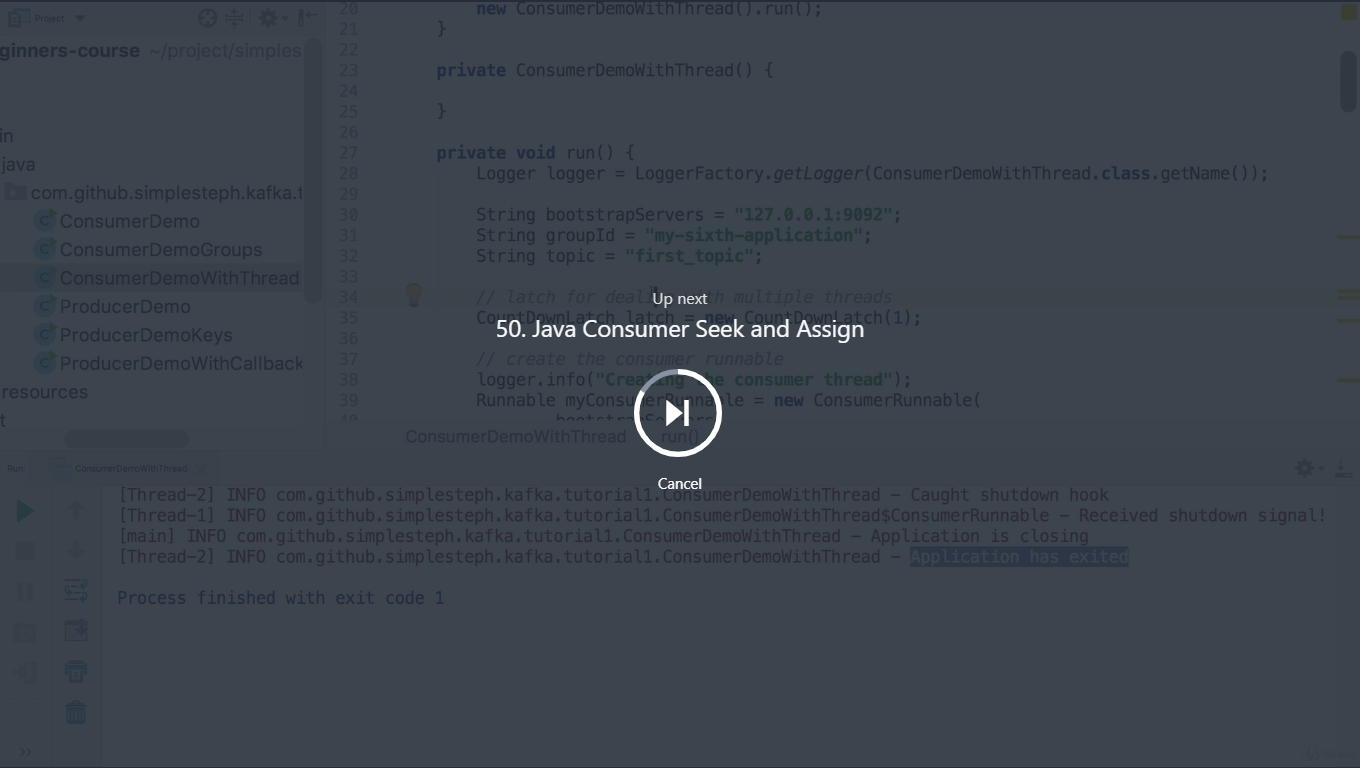 Project
ginners-course ~/project/simples
in
java
com.github.simplesteph.kafka.t
ConsumerDemo
ConsumerDemoGroups
ConsumerDemoWithThread
ProducerDemo
ProducerDemoKeys
ProducerDemoWithCallback
resources
t
20 new ConsumerDemoWithThread().run();
21 }
22
23 private ConsumerDemoWithThread() {
24
25 }
26
27 private void run() {
28 Logger logger = LoggerFactory.getLogger(ConsumerDemoWithThread.class.getName());
29
30 String bootstrapServers = "127.0.0.1:9092";
31 String groupId = "my-sixth-application";
32 String topic = "first_topic";
33
34 // latch for dealing with multiple threads
35 CountDownLatch latch = new CountDownLatch(1);
36
37 // create the consumer runnable
38 logger.info("Creating the consumer thread");
39 Runnable myConsumerRunnable = new ConsumerRunnable(
40 bootstrapServers
ConsumerDemoWithThread run()
Up next
50. Java Consumer Seek and Assign
Cancel
Run: ConsumerDemoWithThread
[Thread-2] INFO com.github.simplesteph.kafka.tutorial1.ConsumerDemoWithThread – Caught shutdown hook
[Thread-1] INFO com.github.simplesteph.kafka.tutorial1.ConsumerDemoWithThread$ConsumerRunnable – Received shutdown signal!
[main] INFO com.github.simplesteph.kafka.tutorial1.ConsumerDemoWithThread – Application is closing
[Thread-2] INFO com.github.simplesteph.kafka.tutorial1.ConsumerDemoWithThread – Application has exited
Process finished with exit code 1